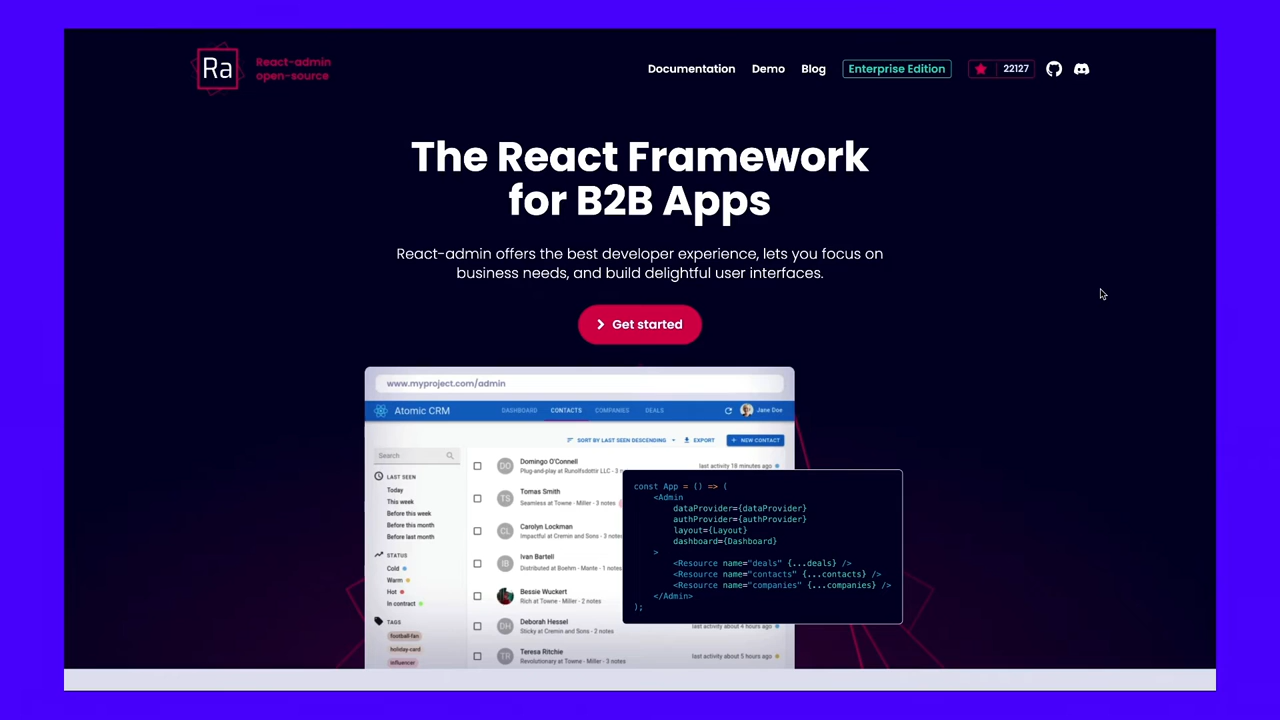 Ra
React-admin
open-source
Documentation
Demo
Blog
Enterprise Edition
22127
The React Framework
for B2B Apps
React-admin offers the best developer experience, lets you focus on
business needs, and build delightful user interfaces.
Get started
www.myproject.com/admin
Atomic CRM
DASHBOARD
CONTACTS
COMPANIES
DEALS
Jane Doe
SORT BY LAST SEEN DESCENDING
EXPORT
+ NEW CONTACT
Search
LAST SEEN
Today
This week
Before this week
Before this month
Before last month
STATUS
Cold
Warm
Hot
In contract
TAGS
football-fan
holiday-card
influencer
DO
Domingo O'Connell
Plug-and-play at Runolfsdottir LLC - 3 n
last activity 18 minutes ago
TS
Tomas Smith
Seamless at Towne - Miller - 3 notes
CL
Carolyn Lockman
Impactful at Cremin and Sons - 3 notes
IB
Ivan Bartell
Distributed at Boehm - Mante - 1 notes
Bessie Wuckert
Rich at Towne - Miller - 2 notes
DH
Deborah Hessel
Sticky at Cremin and Sons - 2 notes
last activity about 4 hours ago
TR
Teresa Ritchie
Revolutionary at Towne - Miller - 3 notes
last activity about 5 hours ago
const App = () => (
<Admin
dataProvider={dataProvider}
authProvider={authProvider}
layout={Layout}
dashboard={Dashboard}
>
<Resource name="deals" {...deals} />
<Resource name="contacts" {...contacts} />
<Resource name="companies" {...companies} />
</Admin>
);